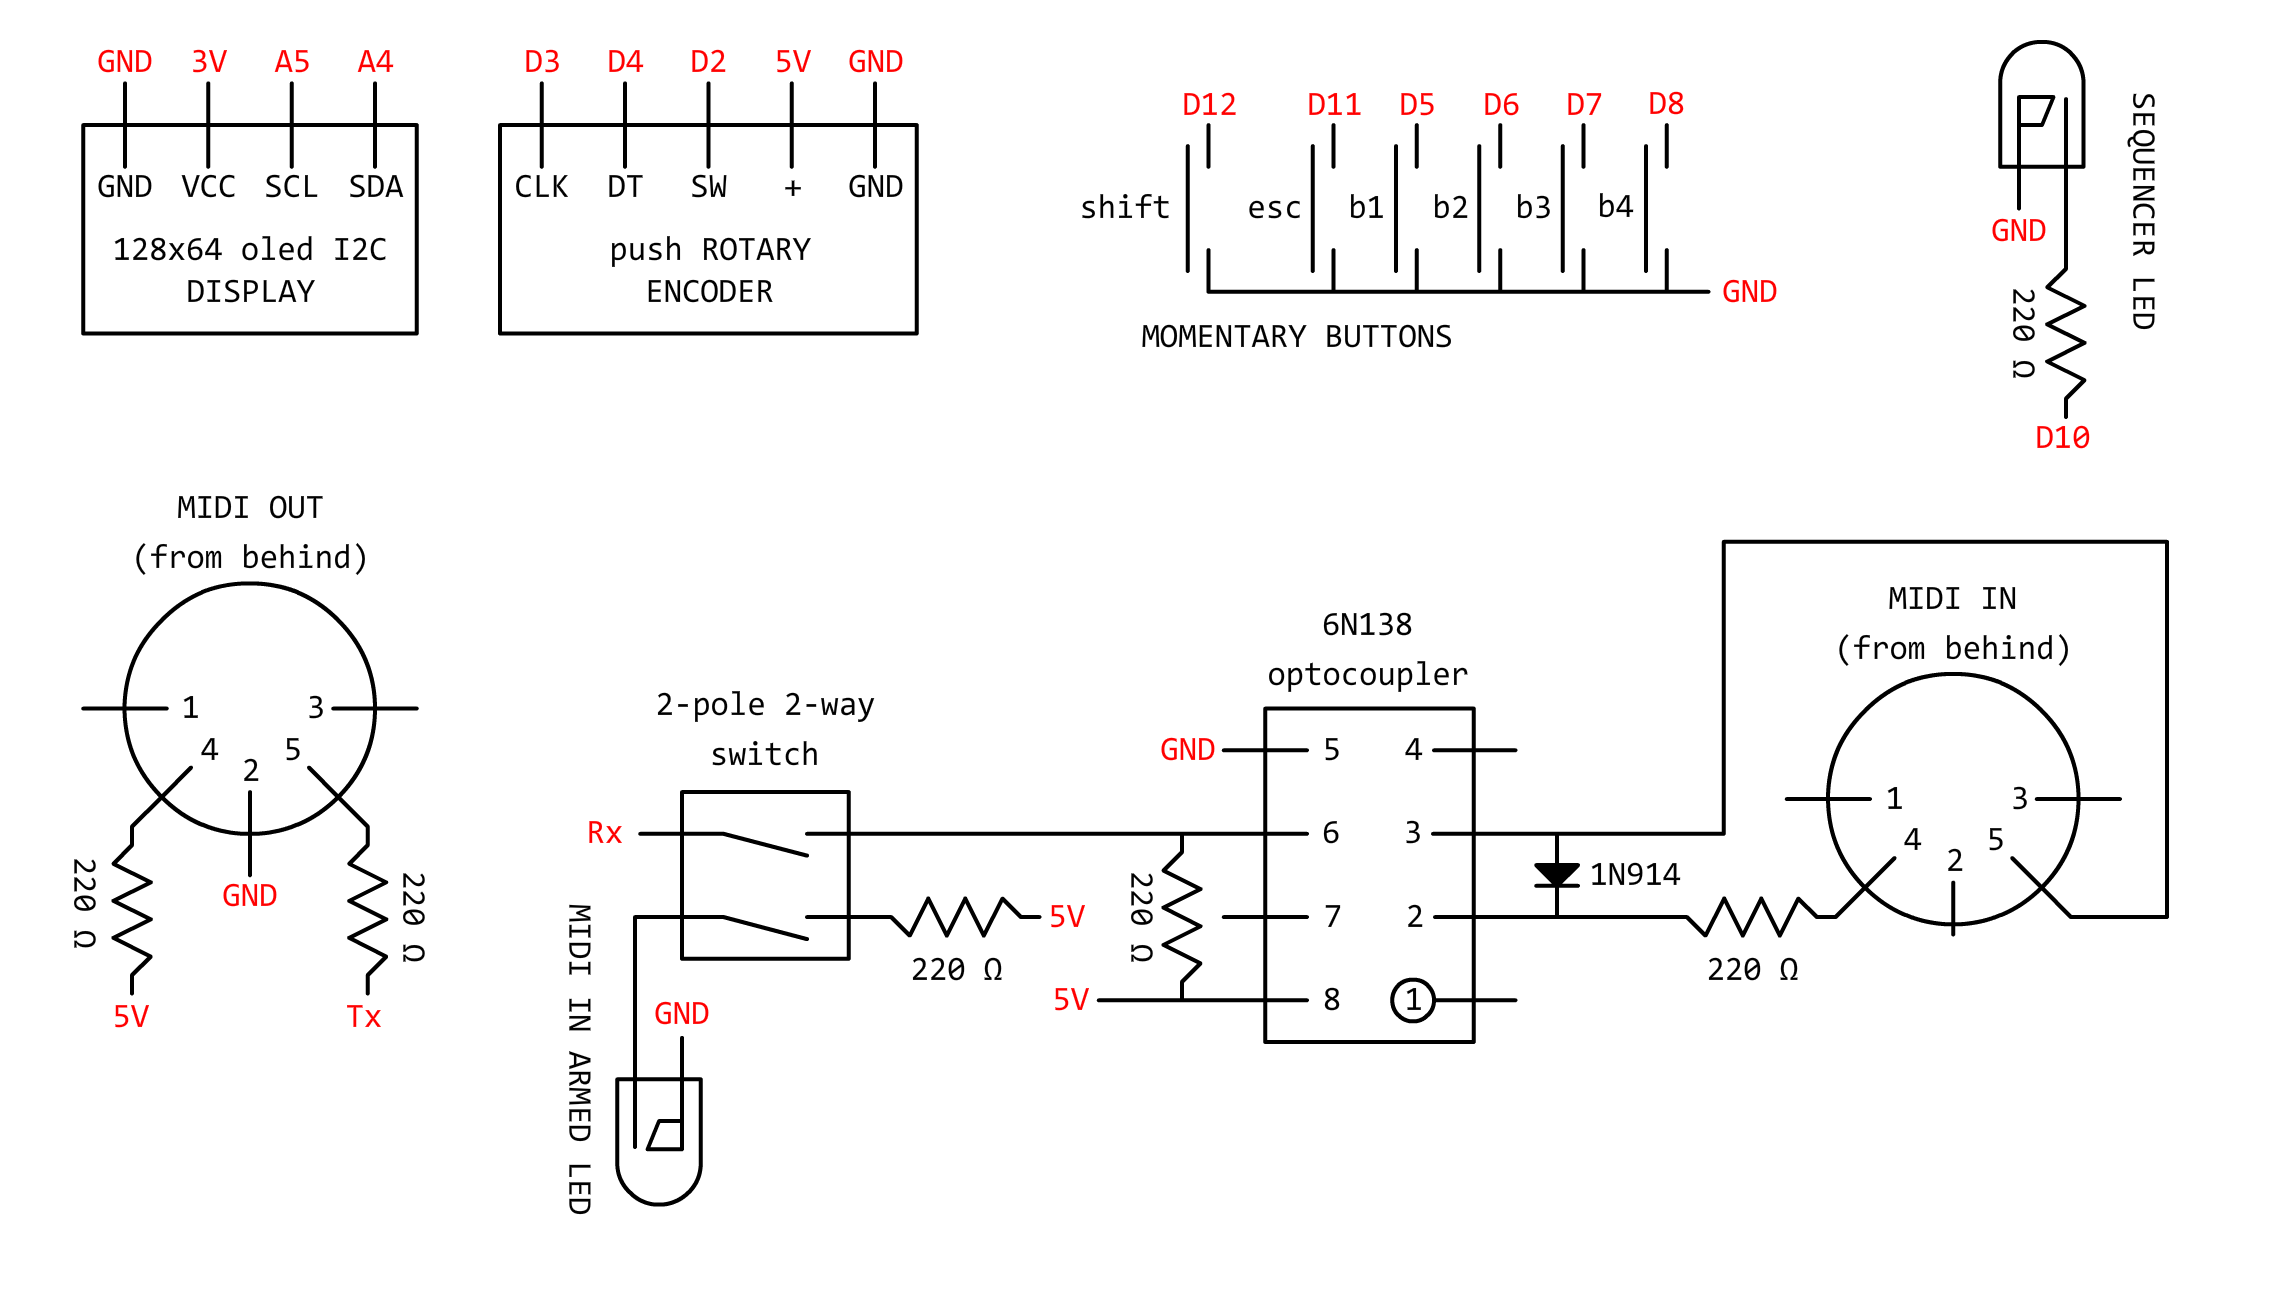 GND 3V A5 A4
GND VCC SCL SDA
128x64 oled I2C
DISPLAY
D3 D4 D2 5V GND
CLK DT SW + GND
push ROTARY
ENCODER
D12 D11 D5 D6 D7 D8
shift esc b1 b2 b3 b4
GND
MOMENTARY BUTTONS
SEQUENCER LED
GND
220 Ω
D10
MIDI OUT
(from behind)
1 3
4 5
2
GND
220 Ω
220 Ω
5V
Tx
2-pole 2-way
switch
Rx
5V
220 Ω
MIDI IN ARMED LED
GND
6N138
optocoupler
GND 5 4
6 3
7 2
5V 8 1
220 Ω
1N914
220 Ω
MIDI IN
(from behind)
1 3
4 5
2